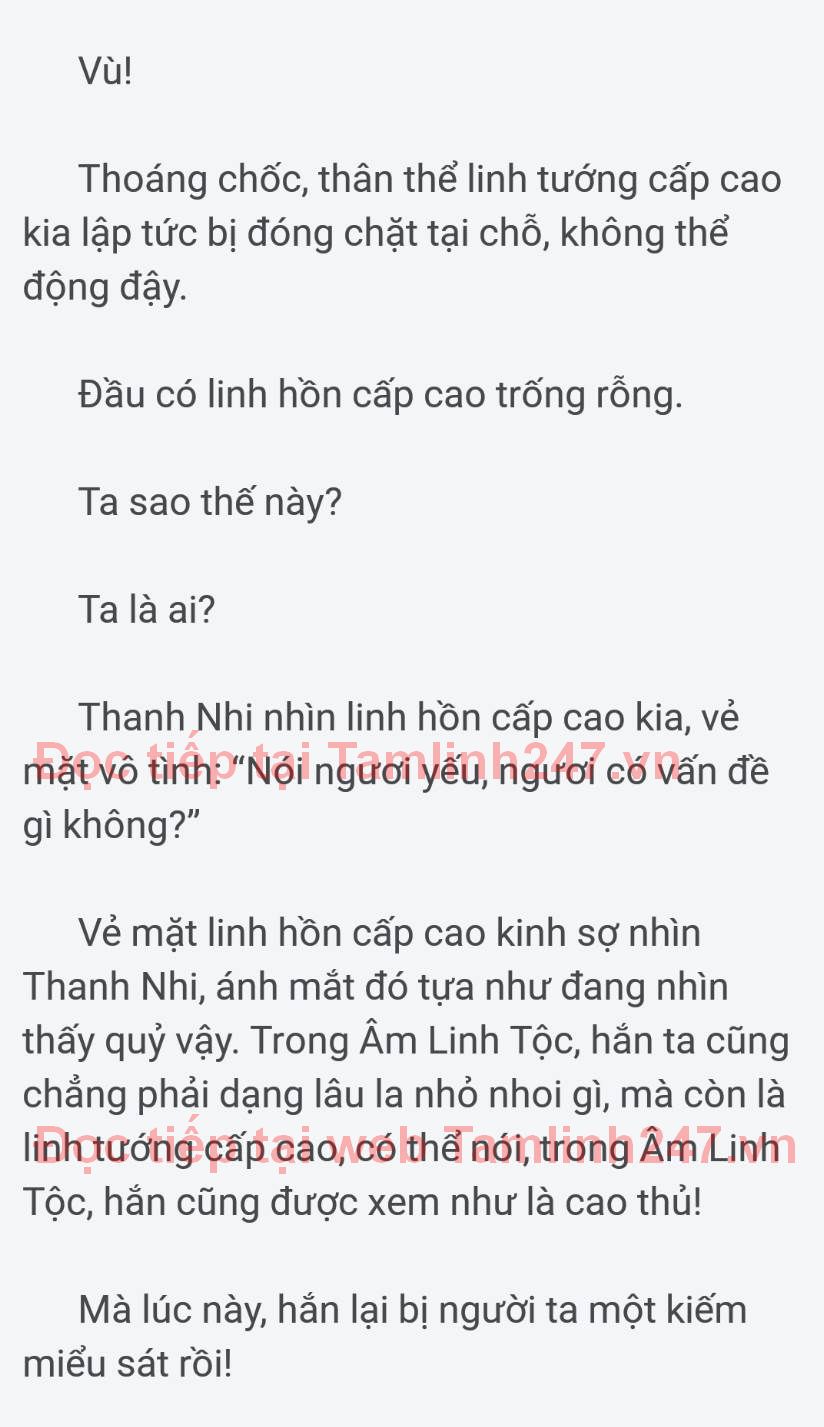 Vù!
Thoáng chốc, thân thể linh tướng cấp cao
kia lập tức bị đóng chặt tại chỗ, không thể
động đậy.
Đầu có linh hồn cấp cao trống rỗng.
Ta sao thế này?
Ta là ai?
Thanh Nhi nhìn linh hồn cấp cao kia, vẻ
Đọc tiếp tại Tamlinh247.vn
mặt vô tình: “Nói ngươi yếu, ngươi có vấn đề
gì không?”
Vẻ mặt linh hồn cấp cao kinh sợ nhìn
Thanh Nhi, ánh mắt đó tựa như đang nhìn
thấy quỷ vậy. Trong Âm Linh Tộc, hắn ta cũng
chẳng phải dạng lâu la nhỏ nhoi gì, mà còn là
Đọc tiếp tại web Tamlinh247.vn
linh tướng cấp cao, có thể nói, trong Âm Linh
Tộc, hắn cũng được xem như là cao thủ!
Mà lúc này, hắn lại bị người ta một kiếm
miểu sát rồi!